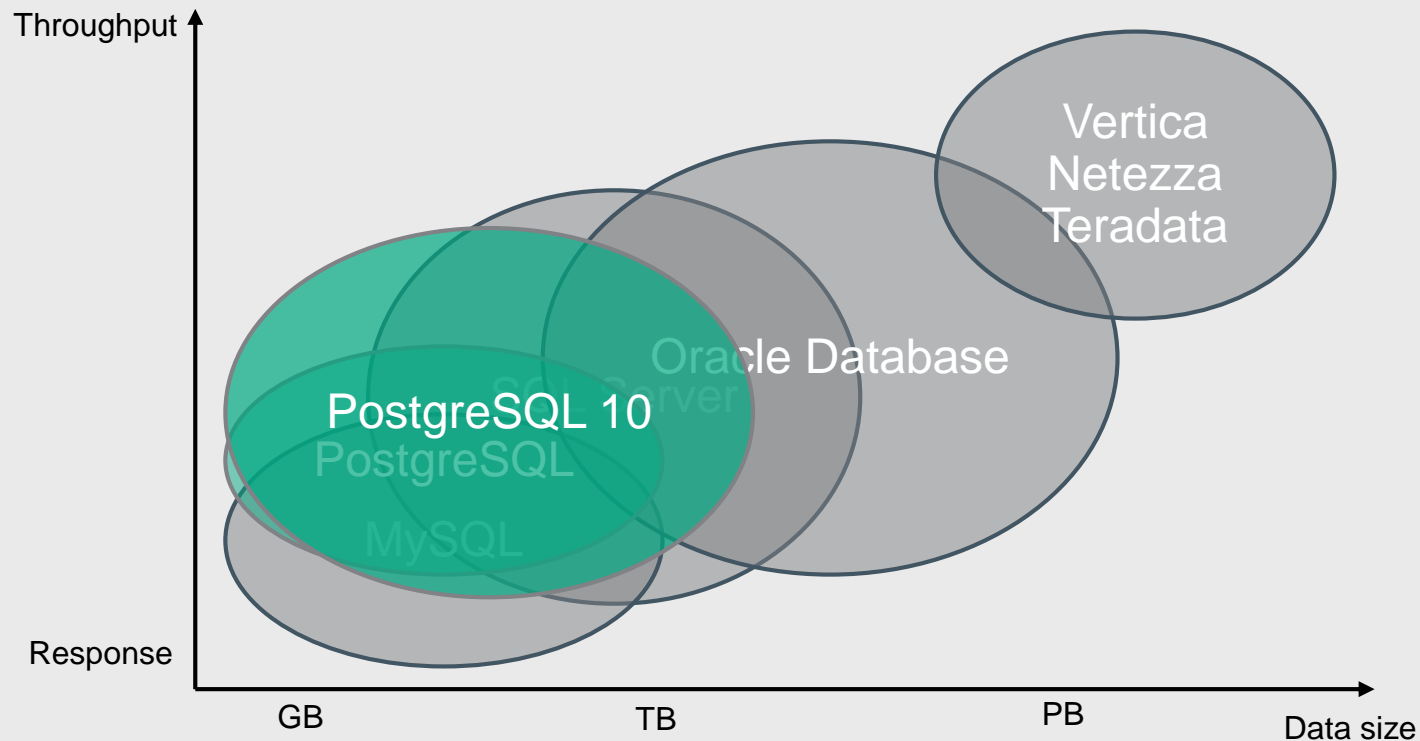 Throughput
Vertica
Netezza
Teradata
Oracle Database
SQL Server
PostgreSQL 10
PostgreSQL
MySQL
Response
GB
TB
PB
Data size